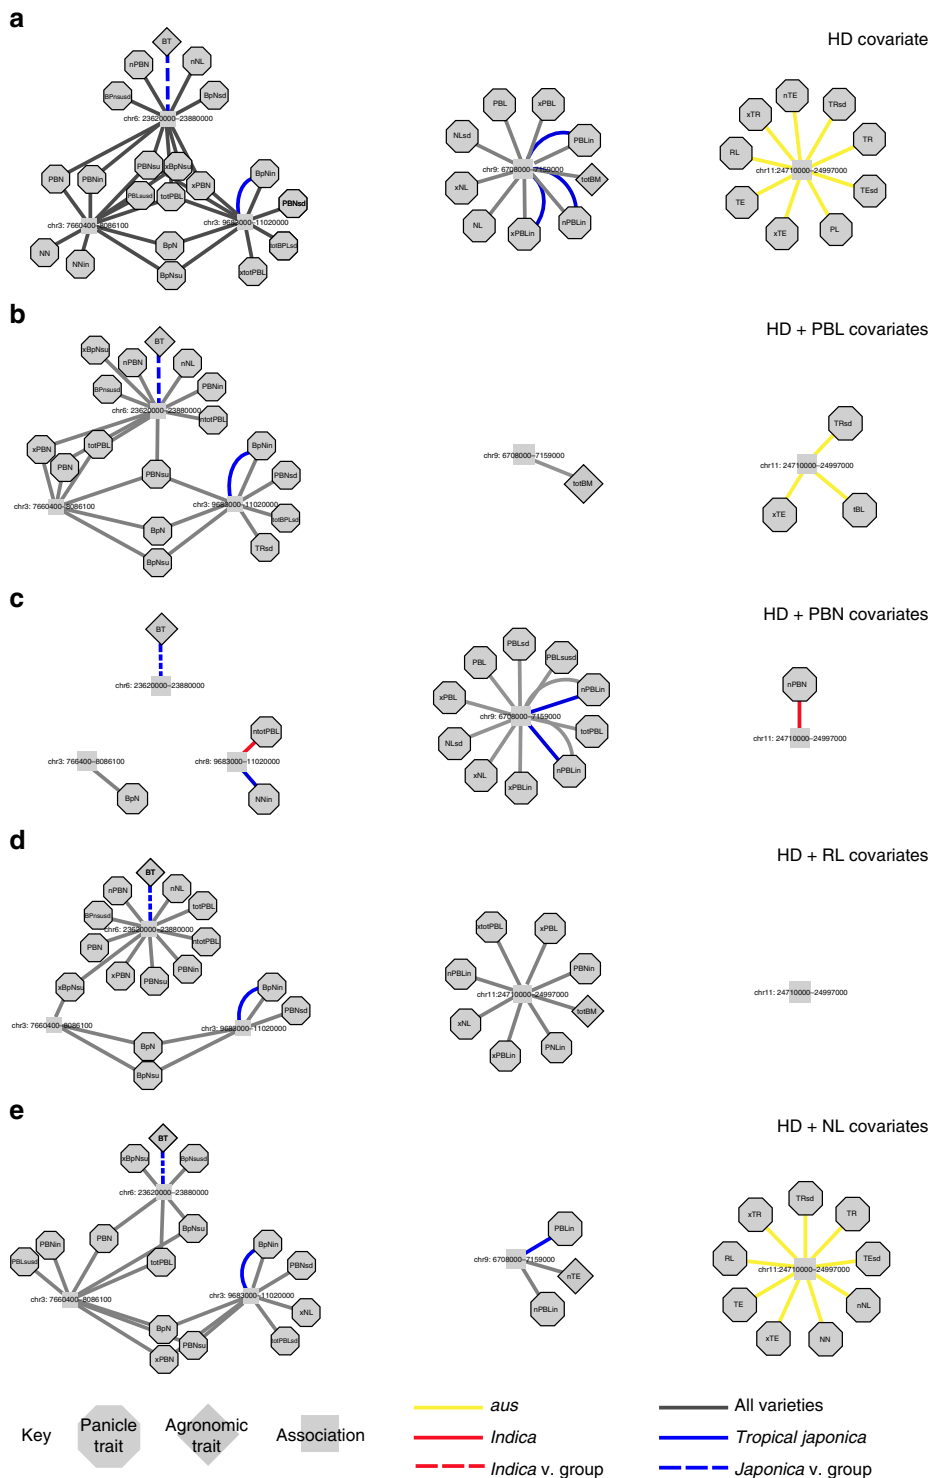 a
HD covariate
BT
nPBN
nNL
BPnsusd
BpNsd
chr6: 23620000–23880000
PBN
PBNin
PBNsu
xBpNsu
PBLsusd
totPBL
xPBN
BpNin
PBNsd
chr3: 7660400–8086100
chr3: 9683000–11020000
NN
NNin
BpN
BpNsu
totBPLsd
xtotPBL
PBL
xPBL
NLsd
PBLin
chr9: 6708000–7159000
totBM
xNL
NL
xPBLin
nPBLin
nTE
xTR
TRsd
RL
TR
chr11:24710000–24997000
TE
TEsd
xTE
PL
b
HD + PBL covariates
BT
xBpNsu
nPBN
nNL
BPnsusd
PBNin
chr6: 23620000–23880000
ntotPBL
xPBN
totPBL
PBN
PBNsu
BpNin
PBNsd
chr3: 7660400–8086100
chr3: 9683000–11020000
totBPLsd
BpN
BpNsu
TRsd
chr9: 6708000–7159000
totBM
TRsd
chr11: 24710000–24997000
xTE
tBL
c
HD + PBN covariates
BT
chr6: 23620000–23880000
chr3: 766400–8086100
BpN
ntotPBL
chr8: 9683000–11020000
NNin
PBLsd
PBL
PBLsusd
xPBL
nPBLin
chr9: 6708000–7159000
NLsd
totPBL
xNL
xPBLin
nPBLin
nPBN
chr11: 24710000–24997000
d
HD + RL covariates
BT
nPBN
nNL
BPnsusd
totPBL
chr6: 23620000–23880000
PBN
ntotPBL
xPBN
PBNsu
PBNin
xBpNsu
BpNin
PBNsd
chr3: 7660400–8086100
chr3: 9683000–11020000
BpN
BpNsu
xtotPBL
xPBL
nPBLin
PBNin
chr11:24710000–24997000
totBM
xNL
xPBLin
PNLin
chr11: 24710000–24997000
e
HD + NL covariates
BT
xBpNsu
BpNsusd
chr6: 23620000–23880000
PBNin
PBN
BpNsu
PBLsusd
totPBL
BpNin
PBNsd
chr3: 7660400–8086100
chr3: 9683000–11020000
xNL
BpN
PBNsu
totPBLsd
xPBN
PBLin
chr9: 6708000–7159000
nTE
nPBLin
TRsd
xTR
TR
RL
TEsd
chr11:24710000–24997000
TE
nNL
xTE
NN
Key
Panicle
trait
Agronomic
trait
Association
aus
Indica
Indica v. group
All varieties
Tropical japonica
Japonica v. group